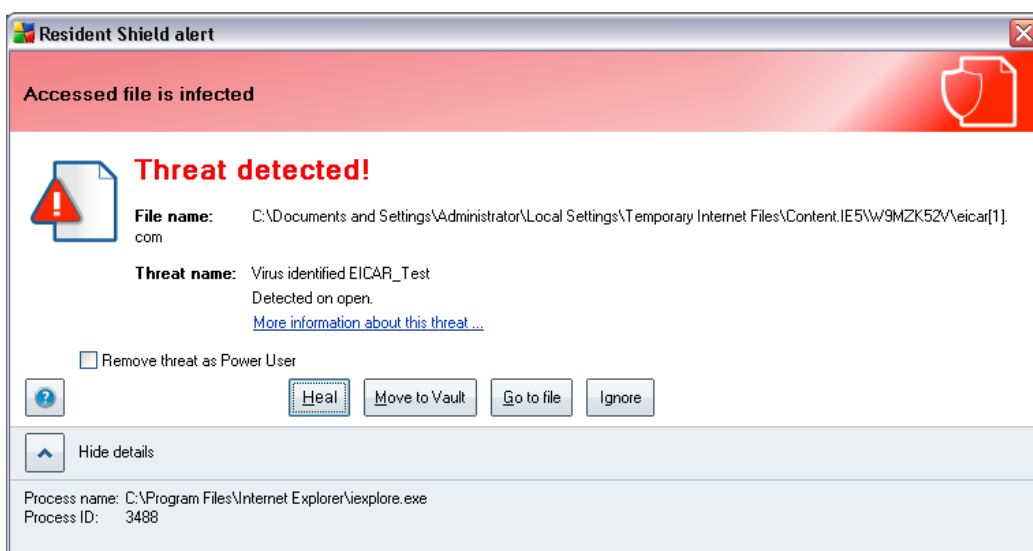 Resident Shield alert
Accessed file is infected
Threat detected!
File name: C:\Documents and Settings\Administrator\Local Settings\Temporary Internet Files\Content.IE5\W9MZK52V\eicar[1].
com
Threat name: Virus identified EICAR_Test
Detected on open.
More information about this threat ...
Remove threat as Power User
? Heal Move to Vault Go to file Ignore
Hide details
Process name: C:\Program Files\Internet Explorer\iexplore.exe
Process ID: 3488